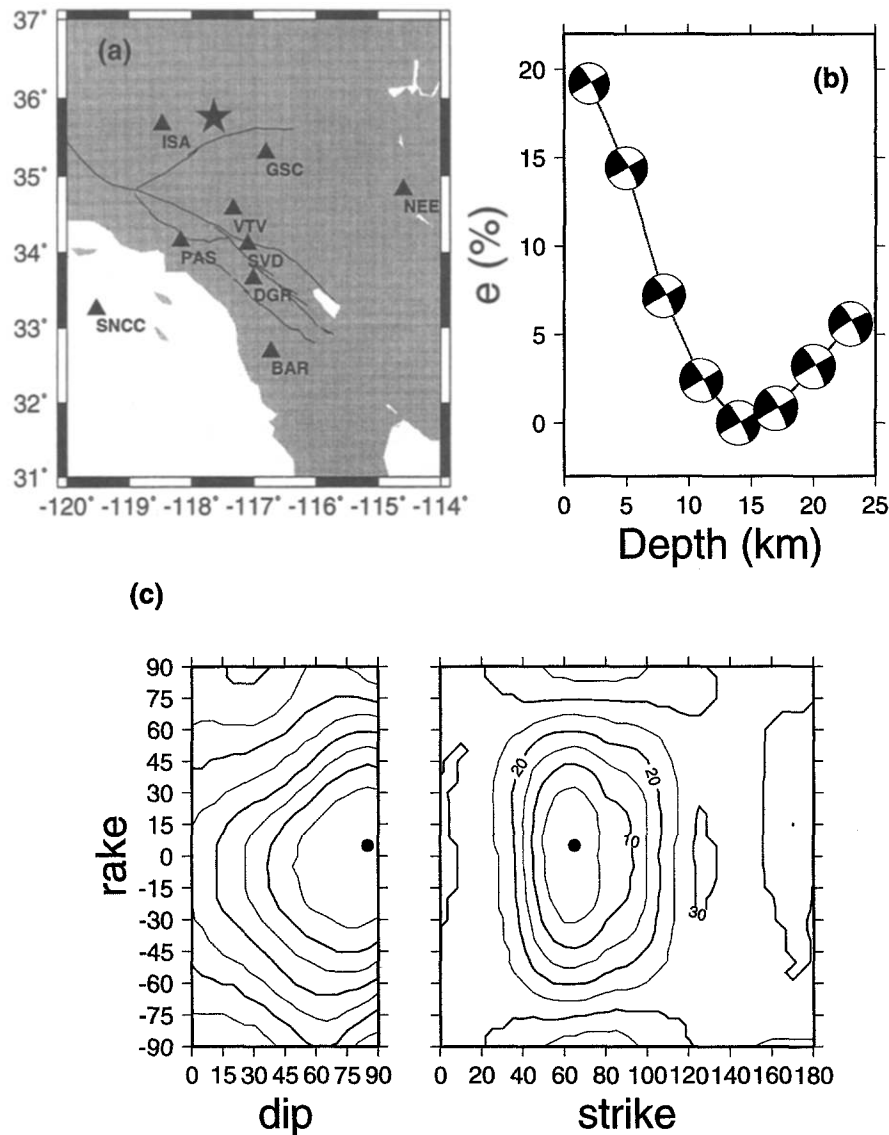 37°
36°
35°
34°
33°
32°
31°
(a)
ISA
GSC
NEE
VTV
PAS
SVD
DGR
SNCC
BAR
-120° -119° -118° -117° -116° -115° -114°
(b)
20
15
10
5
0
e (%)
0 5 10 15 20 25
Depth (km)
(c)
90
75
60
45
30
15
0
-15
-30
-45
-60
-75
-90
rake
0 15 30 45 60 75 90
dip
20
20
10
30
0 20 40 60 80 100 120 140 160 180
strike